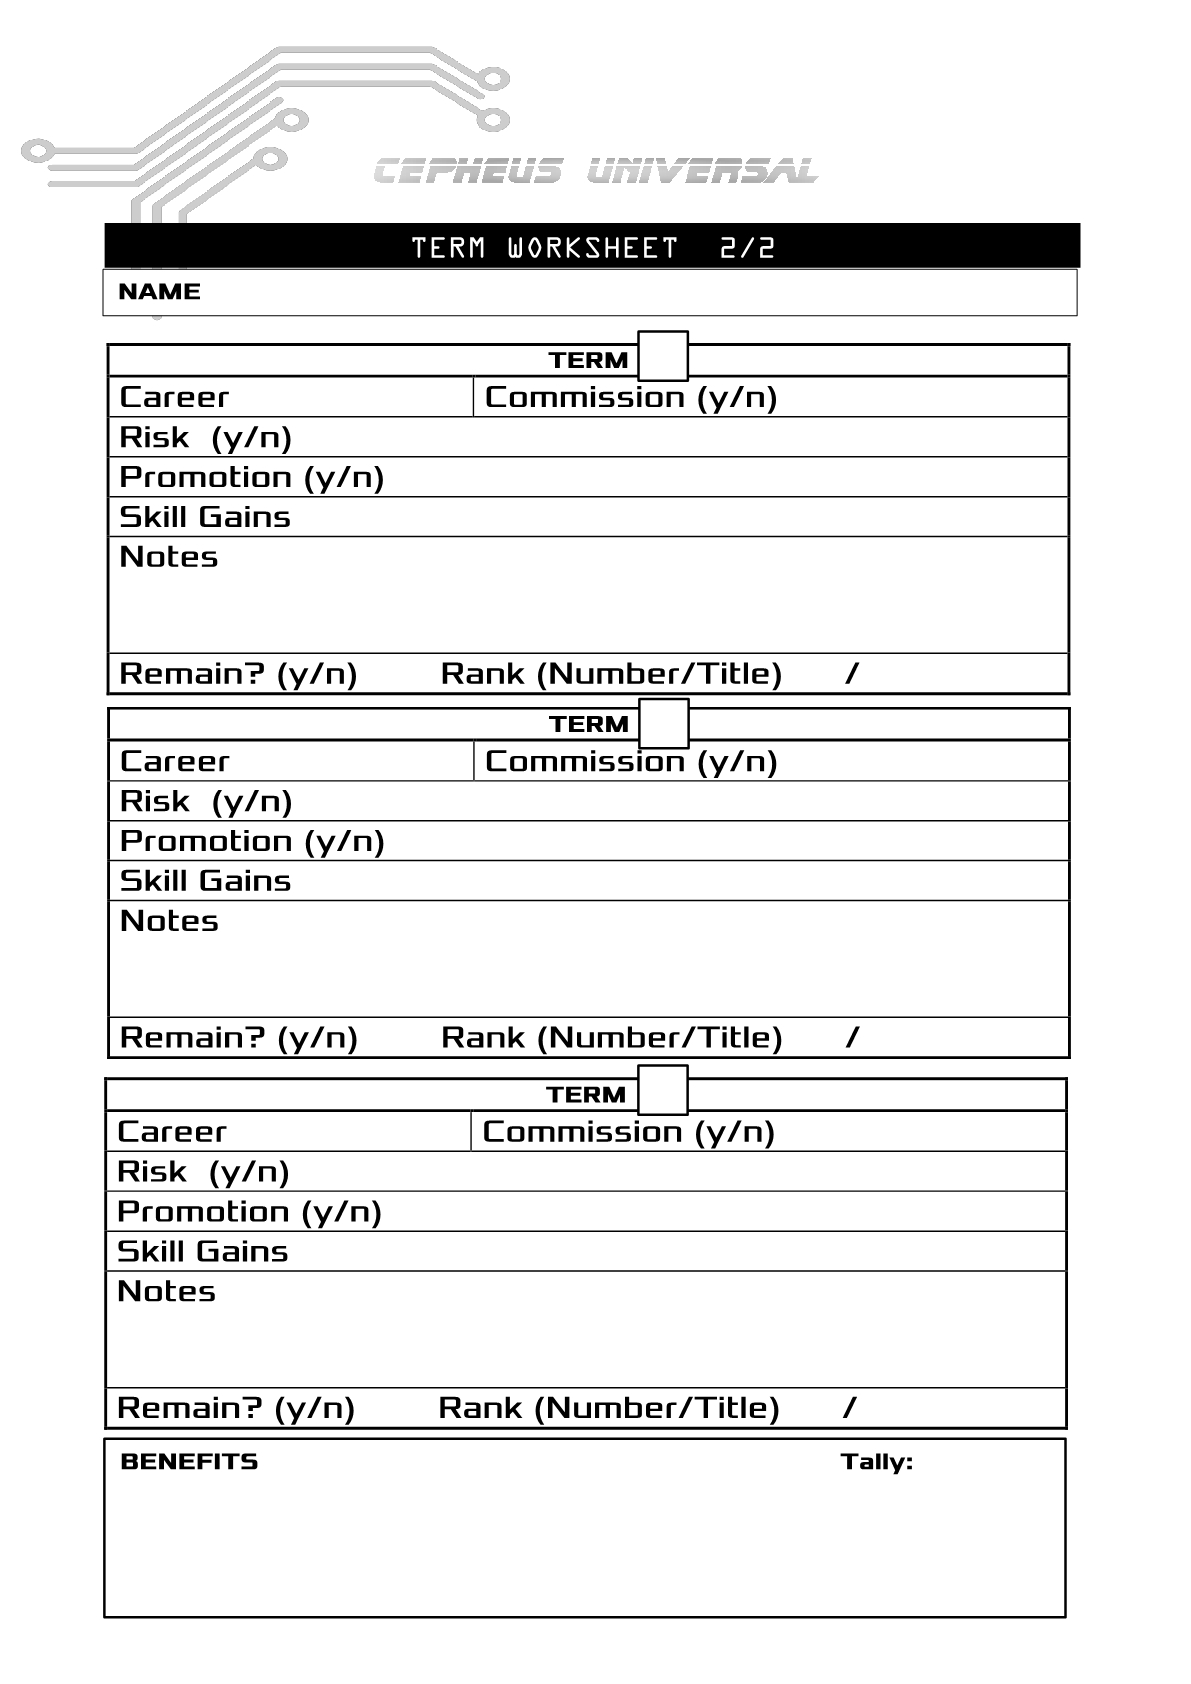 CEPHEUS UNIVERSAL
TERM WORKSHEET 2/2
NAME
TERM
Career Commission (y/n)
Risk (y/n)
Promotion (y/n)
Skill Gains
Notes
Remain? (y/n) Rank (Number/Title) /
TERM
Career Commission (y/n)
Risk (y/n)
Promotion (y/n)
Skill Gains
Notes
Remain? (y/n) Rank (Number/Title) /
TERM
Career Commission (y/n)
Risk (y/n)
Promotion (y/n)
Skill Gains
Notes
Remain? (y/n) Rank (Number/Title) /
BENEFITS Tally: